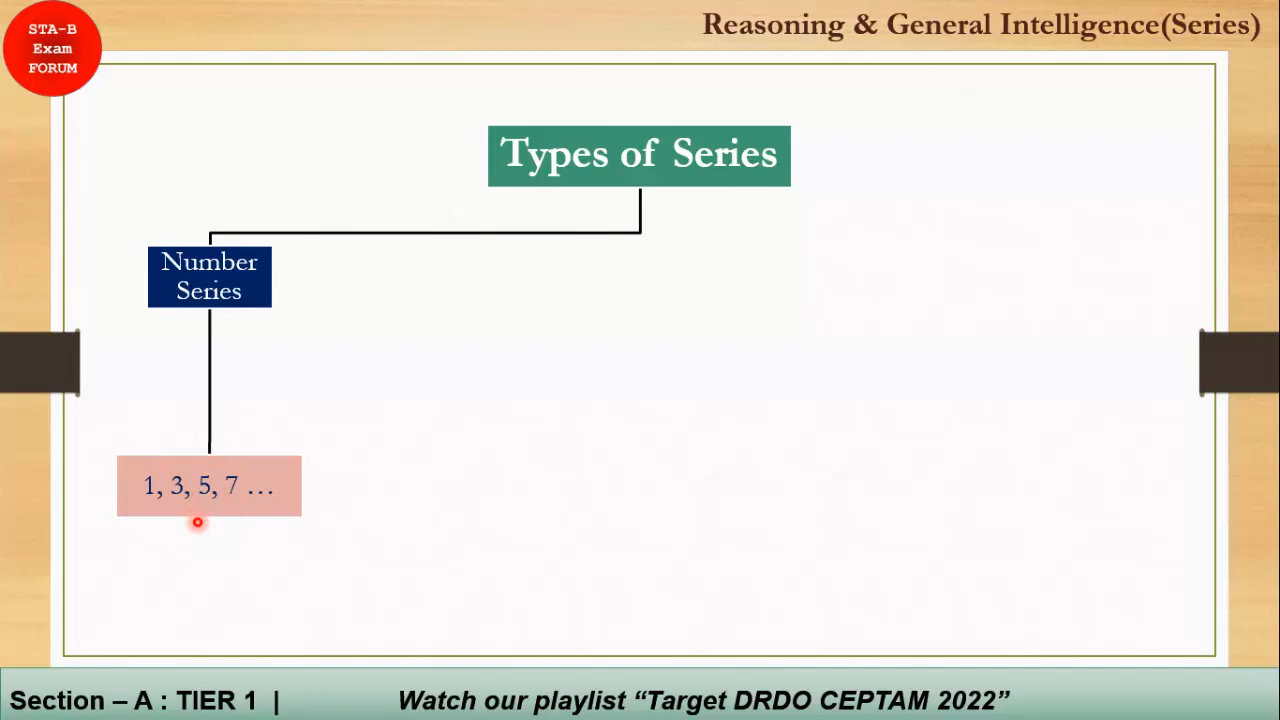 STA-B
Exam
FORUM
Reasoning & General Intelligence(Series)
Types of Series
Number
Series
1, 3, 5, 7 …
Section – A : TIER 1 |
Watch our playlist “Target DRDO CEPTAM 2022”